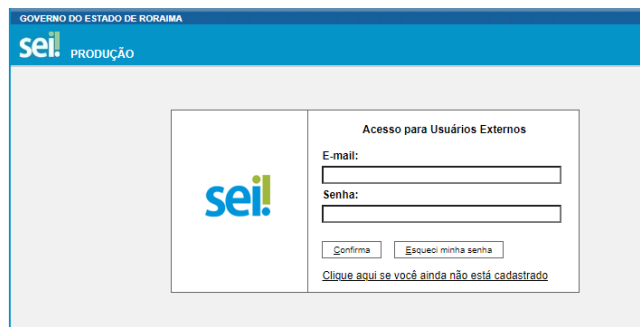 GOVERNO DO ESTADO DE RORAIMA
sei! PRODUÇÃO
Acesso para Usuários Externos
E-mail:
sei!
Senha:
Confirma Esqueci minha senha
Clique aqui se você ainda não está cadastrado